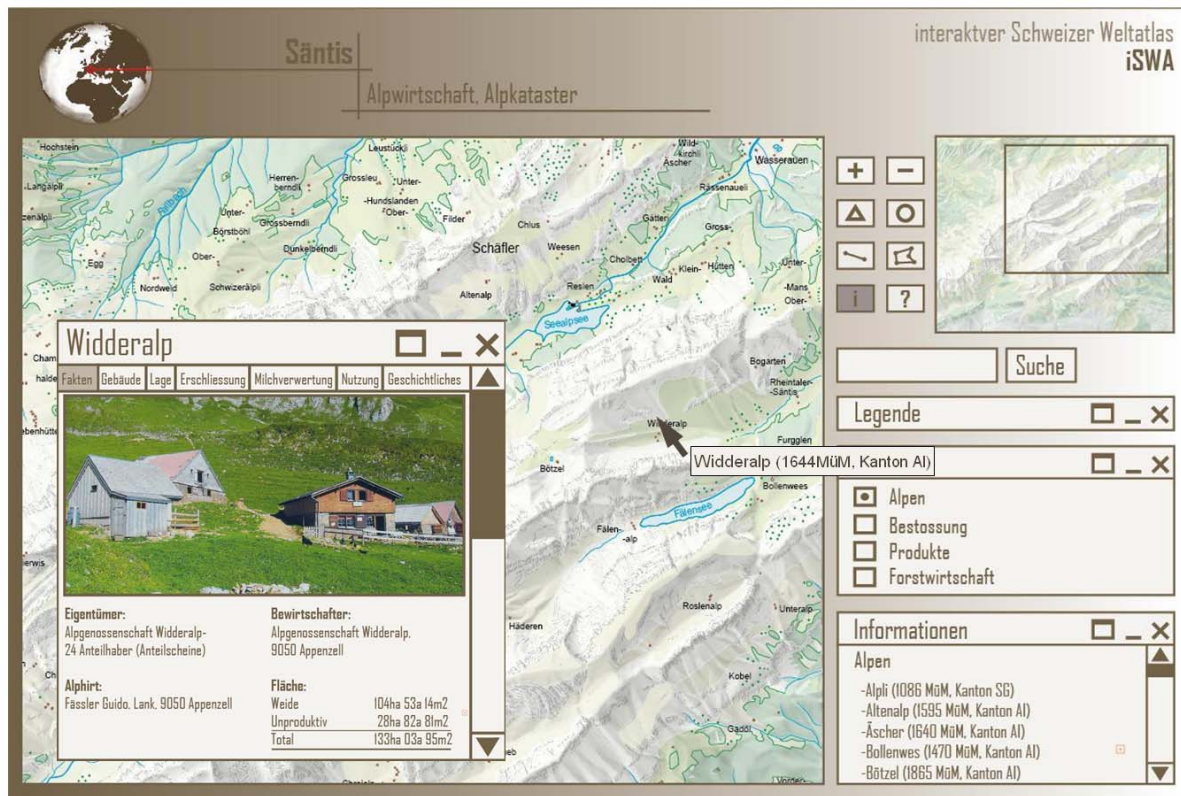 interaktver Schweizer Weltatlas
iSWA
Säntis
Alpwirtschaft, Alpkataster
Hochstein
Leustückli
Wild-
kirchli
Äscher
Wasserauen
-Langälpli
Herren-
berndli
Grossleu
-Unter-
-Hundslanden
-Ober-
Rässenaueli
Unter-
Börstböhl
Grossberndli
Filder
Chlus
Gätter
Gross-
Ober-
Dunkelberndli
Schäfler
Weesen
Egg
Nordweid
Schwizerälpli
Cholbett
Klein-
Hütten
Wald
Unter-
-Mans
Ober-
Altenalp
Reslen
Seealpsee
Bogarten
Rheintaler-
-Säntis
Furgglen
Bötzel
Bollenwees
Fälensee
Fälen-
-alp
Roslenalp
Unteralp
Häderen
Kobel
Widderalp
Fakten Gebäude Lage Erschliessung Milchverwertung Nutzung Geschichtliches
Eigentümer:
Alpgenossenschaft Widderalp-
24 Anteilhaber (Anteilscheine)
Bewirtschafter:
Alpgenossenschaft Widderalp,
9050 Appenzell
Alphirt:
Fässler Guido, Lank, 9050 Appenzell
Fläche:
Weide 104ha 53a 14m2
Unproduktiv 28ha 82a 81m2
Total 133ha 03a 95m2
Widderalp (1644MüM, Kanton AI)
i ?
Suche
Legende
Alpen
Bestossung
Produkte
Forstwirtschaft
Informationen
Alpen
-Alpli (1086 MüM, Kanton SG)
-Altenalp (1595 MüM, Kanton AI)
-Äscher (1640 MüM, Kanton AI)
-Bollenwes (1470 MüM, Kanton AI)
-Bötzel (1865 MüM, Kanton AI)